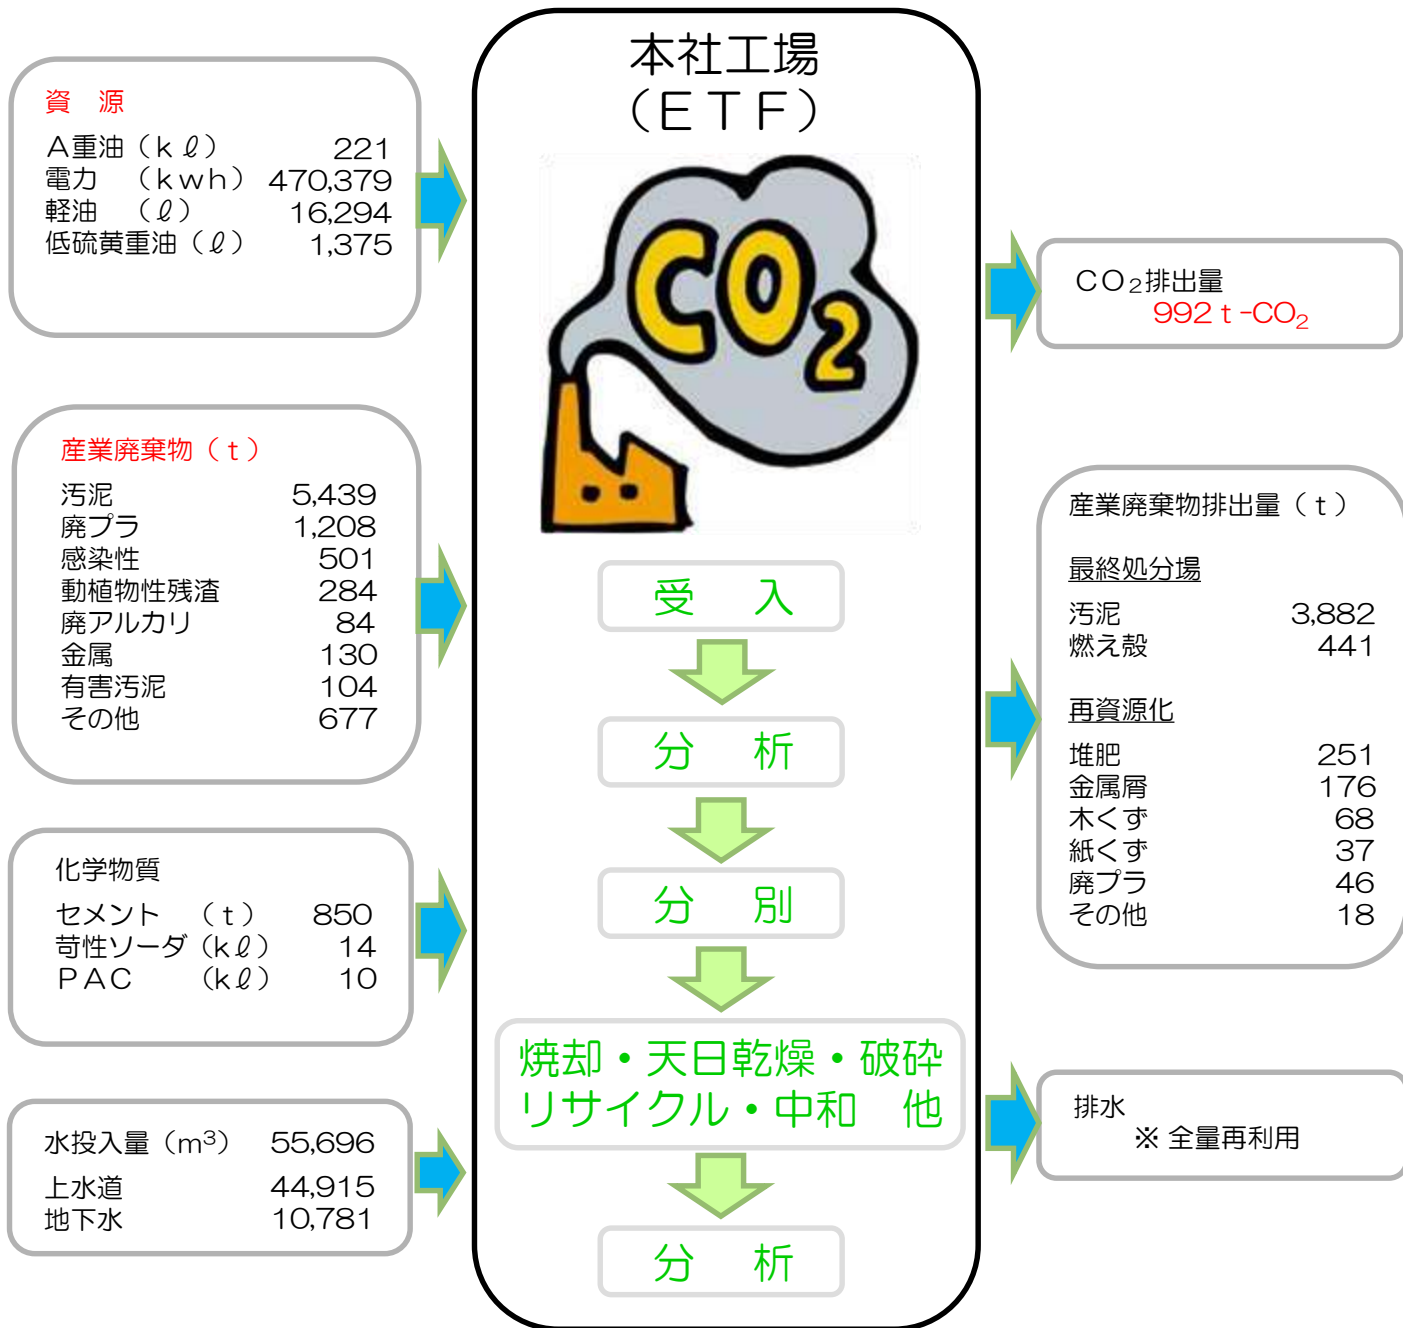 本社工場
（ＥＴＦ）
CO2
資　源
Ａ重油（ｋℓ） 221
電力　（ｋｗｈ） 470,379
軽油　（ℓ） 16,294
低硫黄重油（ℓ） 1,375
産業廃棄物（ｔ）
汚泥 5,439
廃プラ 1,208
感染性 501
動植物性残渣 284
廃アルカリ 84
金属 130
有害汚泥 104
その他 677
化学物質
セメント　（ｔ） 850
苛性ソーダ（kℓ） 14
ＰＡＣ　　（kℓ） 10
水投入量（m³） 55,696
上水道 44,915
地下水 10,781
受　入
分　析
分　別
焼却・天日乾燥・破砕
リサイクル・中和　他
分　析
ＣＯ₂排出量
992ｔ-CO₂
産業廃棄物排出量（ｔ）
最終処分場
汚泥 3,882
燃え殻 441
再資源化
堆肥 251
金属屑 176
木くず 68
紙くず 37
廃プラ 46
その他 18
排水
※ 全量再利用